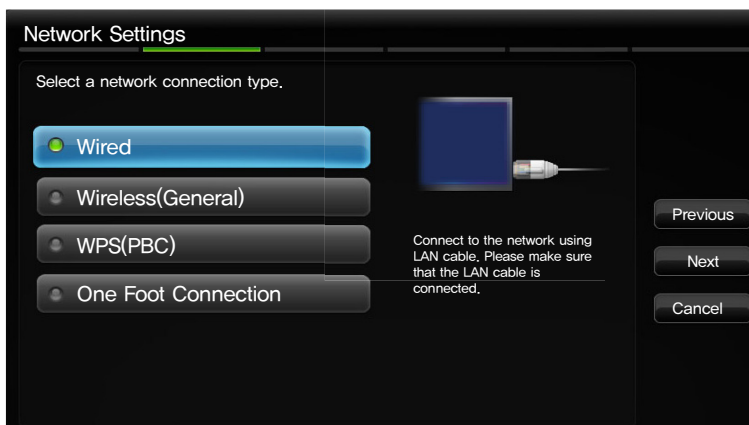 Network Settings
Select a network connection type.
Wired
Wireless(General)
WPS(PBC)
One Foot Connection
Connect to the network using
LAN cable. Please make sure
that the LAN cable is
connected.
Previous
Next
Cancel